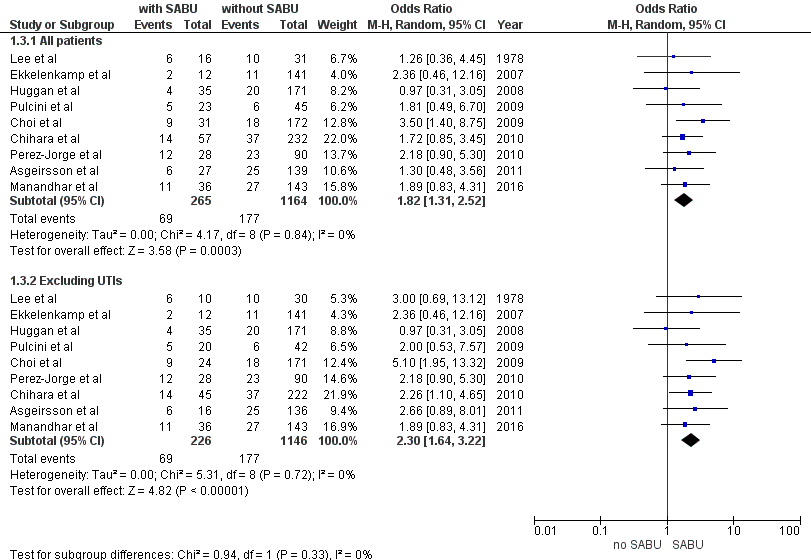 with SABU without SABU Odds Ratio Odds Ratio
Study or Subgroup Events Total Events Total Weight M-H, Random, 95% CI Year M-H, Random, 95% CI
1.3.1 All patients
Lee et al 6 16 10 31 6.7% 1.26 [0.36, 4.45] 1978
Ekkelenkamp et al 2 12 11 141 4.0% 2.36 [0.46, 12.16] 2007
Huggan et al 4 35 20 171 8.2% 0.97 [0.31, 3.05] 2008
Pulcini et al 5 23 6 45 6.5% 1.81 [0.49, 6.70] 2009
Choi et al 9 31 18 172 12.5% 3.50 [1.40, 8.75] 2009
Chihara et al 14 57 37 232 22.0% 1.72 [0.85, 3.45] 2010
Perez-Jorge et al 12 28 23 90 13.7% 2.18 [0.90, 5.30] 2010
Asgeirsson et al 6 27 25 139 10.6% 1.30 [0.48, 3.56] 2011
Manandhar et al 11 36 27 143 15.8% 1.89 [0.83, 4.31] 2016
Subtotal (95% CI) 265 1164 100.0% 1.82 [1.31, 2.52]
Total events 69 177
Heterogeneity: Tau² = 0.00; Chi² = 4.17, df = 8 (P = 0.84); I² = 0%
Test for overall effect: Z = 3.58 (P = 0.0003)
1.3.2 Excluding UTIs
Lee et al 6 10 10 30 5.3% 3.00 [0.69, 13.12] 1978
Ekkelenkamp et al 2 12 11 141 4.3% 2.36 [0.46, 12.16] 2007
Huggan et al 4 35 20 171 8.8% 0.97 [0.31, 3.05] 2008
Pulcini et al 5 20 6 42 6.5% 2.00 [0.53, 7.57] 2009
Choi et al 9 24 18 171 12.4% 5.10 [1.95, 13.32] 2009
Perez-Jorge et al 12 28 23 90 14.6% 2.18 [0.90, 5.30] 2010
Chihara et al 14 45 37 222 21.9% 2.26 [1.10, 4.65] 2010
Asgeirsson et al 6 16 25 136 9.4% 2.66 [0.89, 8.01] 2011
Manandhar et al 11 36 27 143 16.9% 1.89 [0.83, 4.31] 2016
Subtotal (95% CI) 226 1146 100.0% 2.30 [1.64, 3.22]
Total events 69 177
Heterogeneity: Tau² = 0.00; Chi² = 5.31, df = 8 (P = 0.72); I² = 0%
Test for overall effect: Z = 4.82 (P < 0.00001)
0.01 0.1 1 10 100
no SABU SABU
Test for subgroup differences: Chi² = 0.94, df = 1 (P = 0.33), I² = 0%